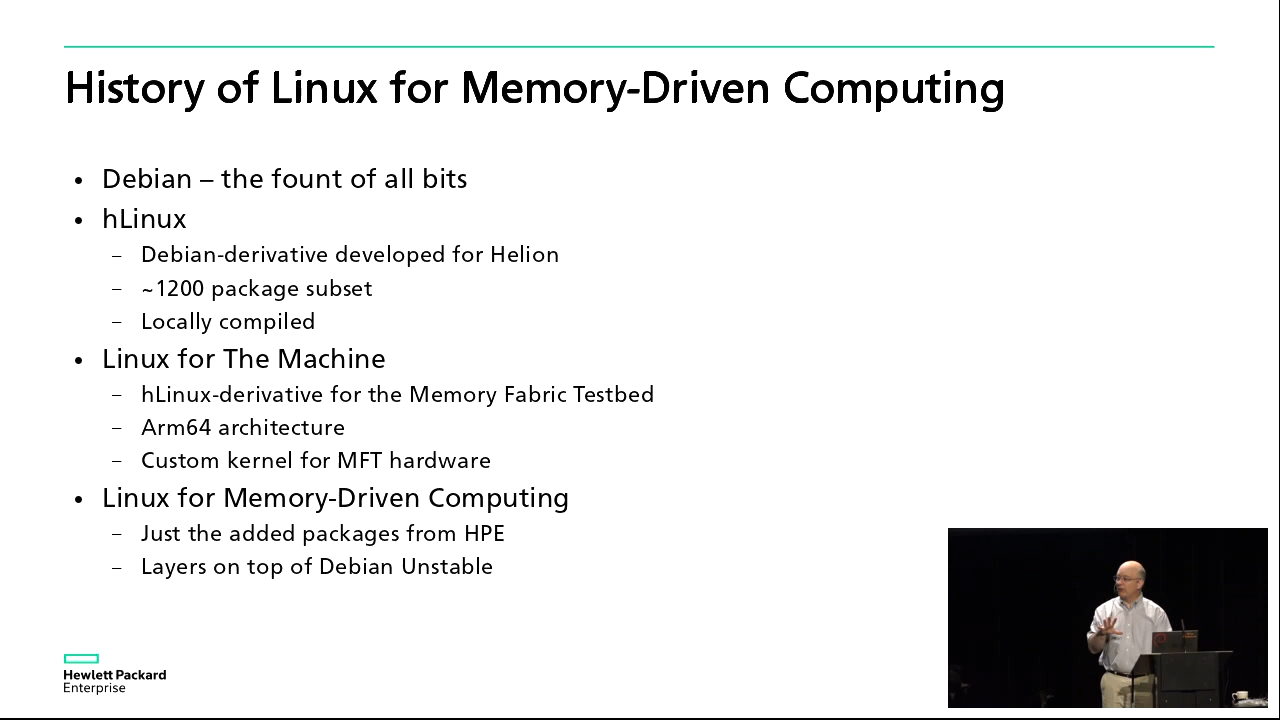 History of Linux for Memory-Driven Computing
• Debian – the fount of all bits
• hLinux
– Debian-derivative developed for Helion
– ~1200 package subset
– Locally compiled
• Linux for The Machine
– hLinux-derivative for the Memory Fabric Testbed
– Arm64 architecture
– Custom kernel for MFT hardware
• Linux for Memory-Driven Computing
– Just the added packages from HPE
– Layers on top of Debian Unstable
Hewlett Packard
Enterprise